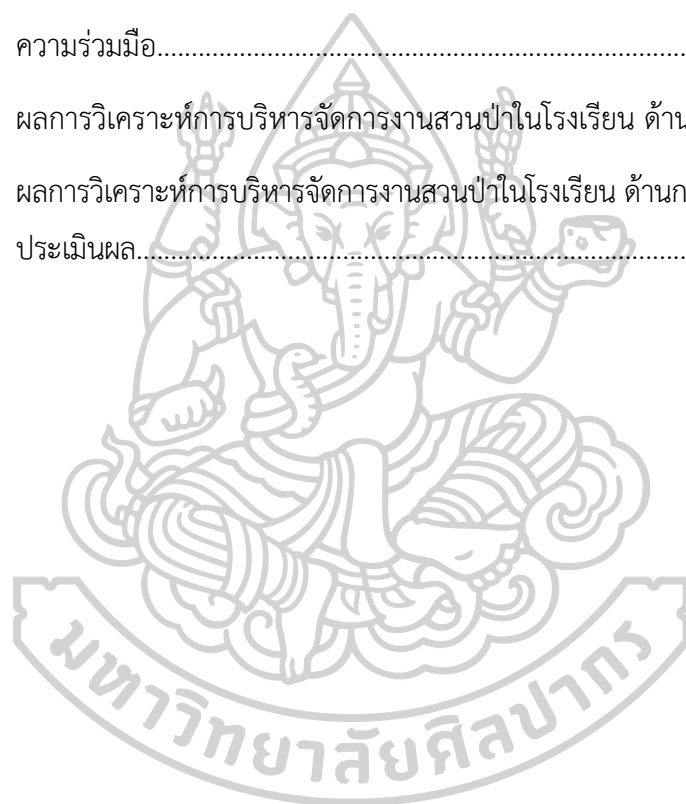 ความร่วมมือ................................................................................
ผลการวิเคราะห์การบริหารจัดการงานสวนป่าในโรงเรียน ด้าน
ผลการวิเคราะห์การบริหารจัดการงานสวนป่าในโรงเรียน ด้านก
ประเมินผล...................................................................................
มหาวิทยาลัยศิลปากร